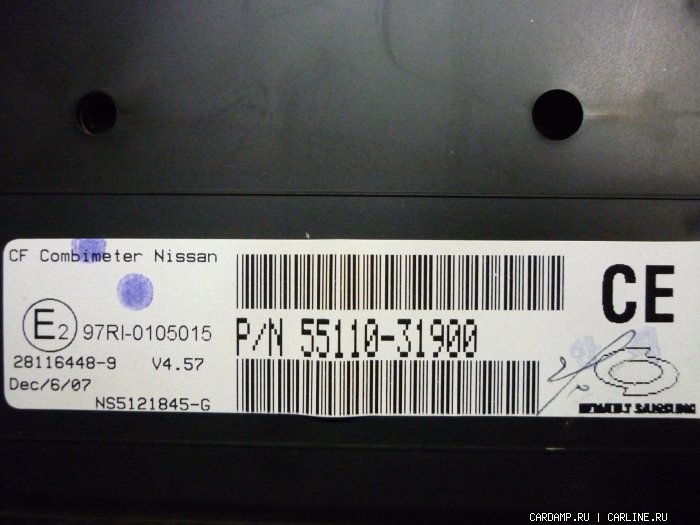 CF Combimeter Nissan
E2 97RI-0105015
28116448-9 V4.57
Dec/6/07
NS5121845-G
P/N 55110-31900
CE
RENAULT SAMSUNG
CARDAMP.RU | CARLINE.RU